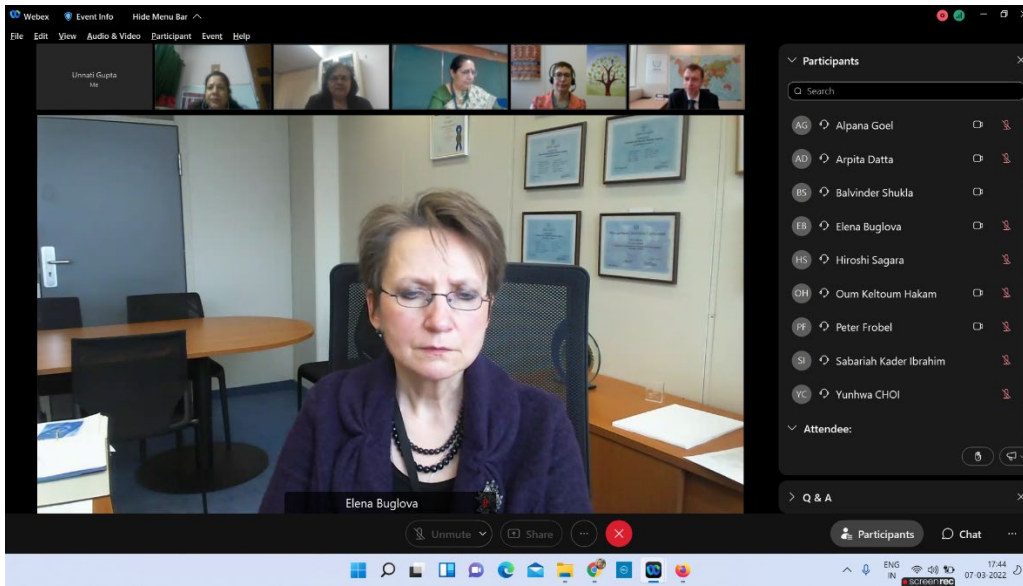 Webex Event Info Hide Menu Bar
File Edit View Audio & Video Participant Event Help
Unnati Gupta
Me
Elena Buglova
Participants
Search
AG Alpana Goel
AD Arpita Datta
BS Balvinder Shukla
EB Elena Buglova
HS Hiroshi Sagara
OH Oum Keltoum Hakam
PF Peter Frobel
SI Sabariah Kader Ibrahim
YC Yunhwa CHOI
Attendee:
Q & A
Unmute Share Participants Chat
ENG
IN
17:44
07-03-2022
screenrec